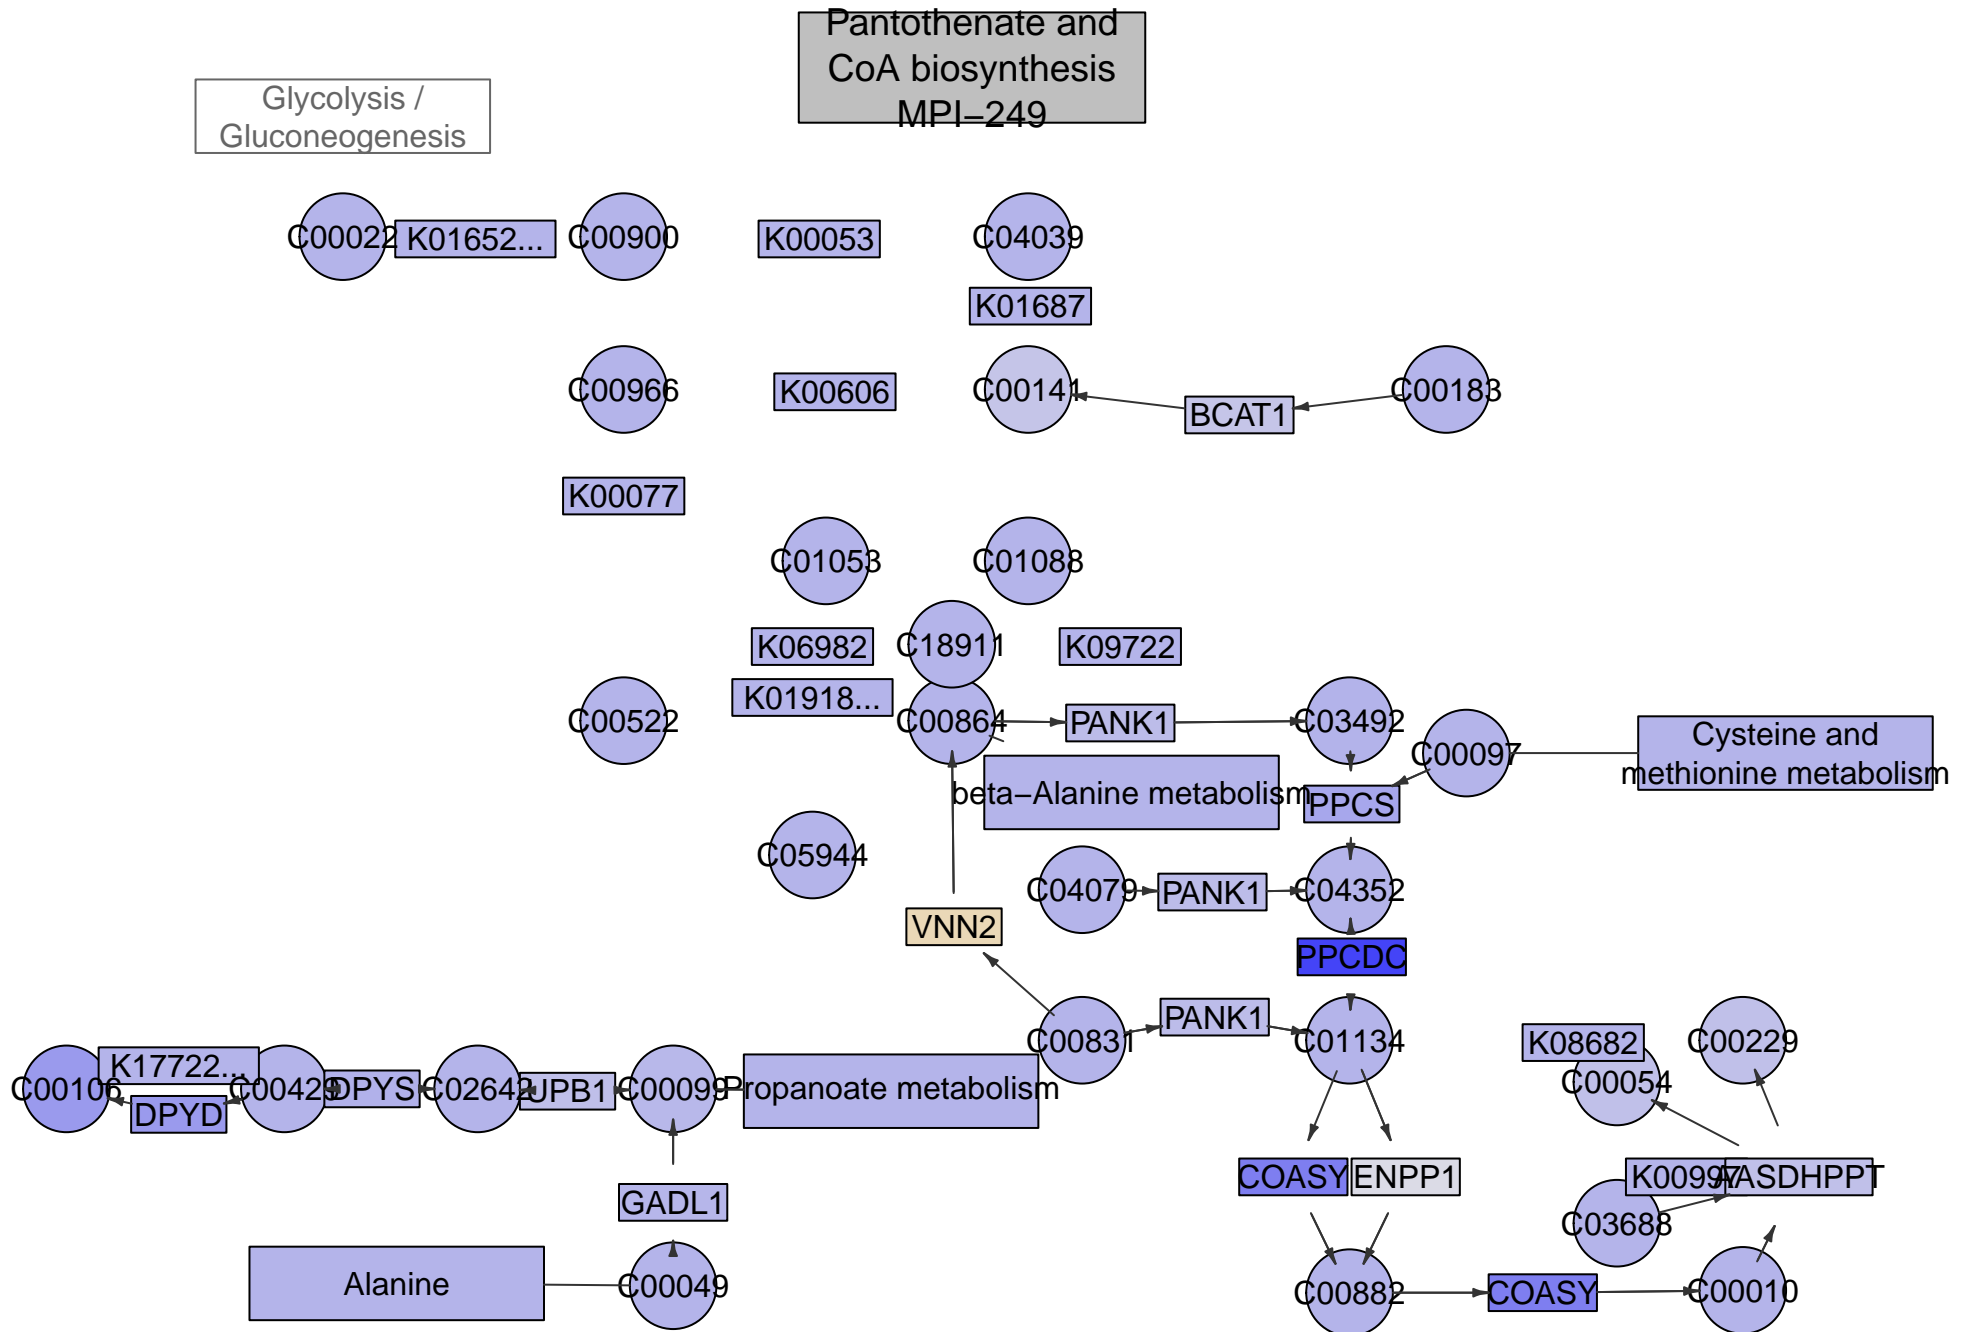 Pantothenate and
CoA biosynthesis
MPI−249
Glycolysis /
Gluconeogenesis
C00022
K01652...
C00900
K00053
C04039
K01687
C00966
K00606
C00141
BCAT1
C00183
K00077
C01053
C01088
K06982
C18911
K09722
K01918...
C00522
C00864
PANK1
C03492
C00097
Cysteine and
methionine metabolism
beta−Alanine metabolism
PPCS
C05944
C04079
PANK1
C04352
VNN2
PPCDC
C00831
PANK1
C01134
K08682
C00229
C00054
C00106
K17722...
C00429
DPYD
DPYS
C02642
UPB1
C00099
Propanoate metabolism
COASY
ENPP1
K00997
AASDHPPT
GADL1
C03688
Alanine
C00049
C00882
COASY
C00010